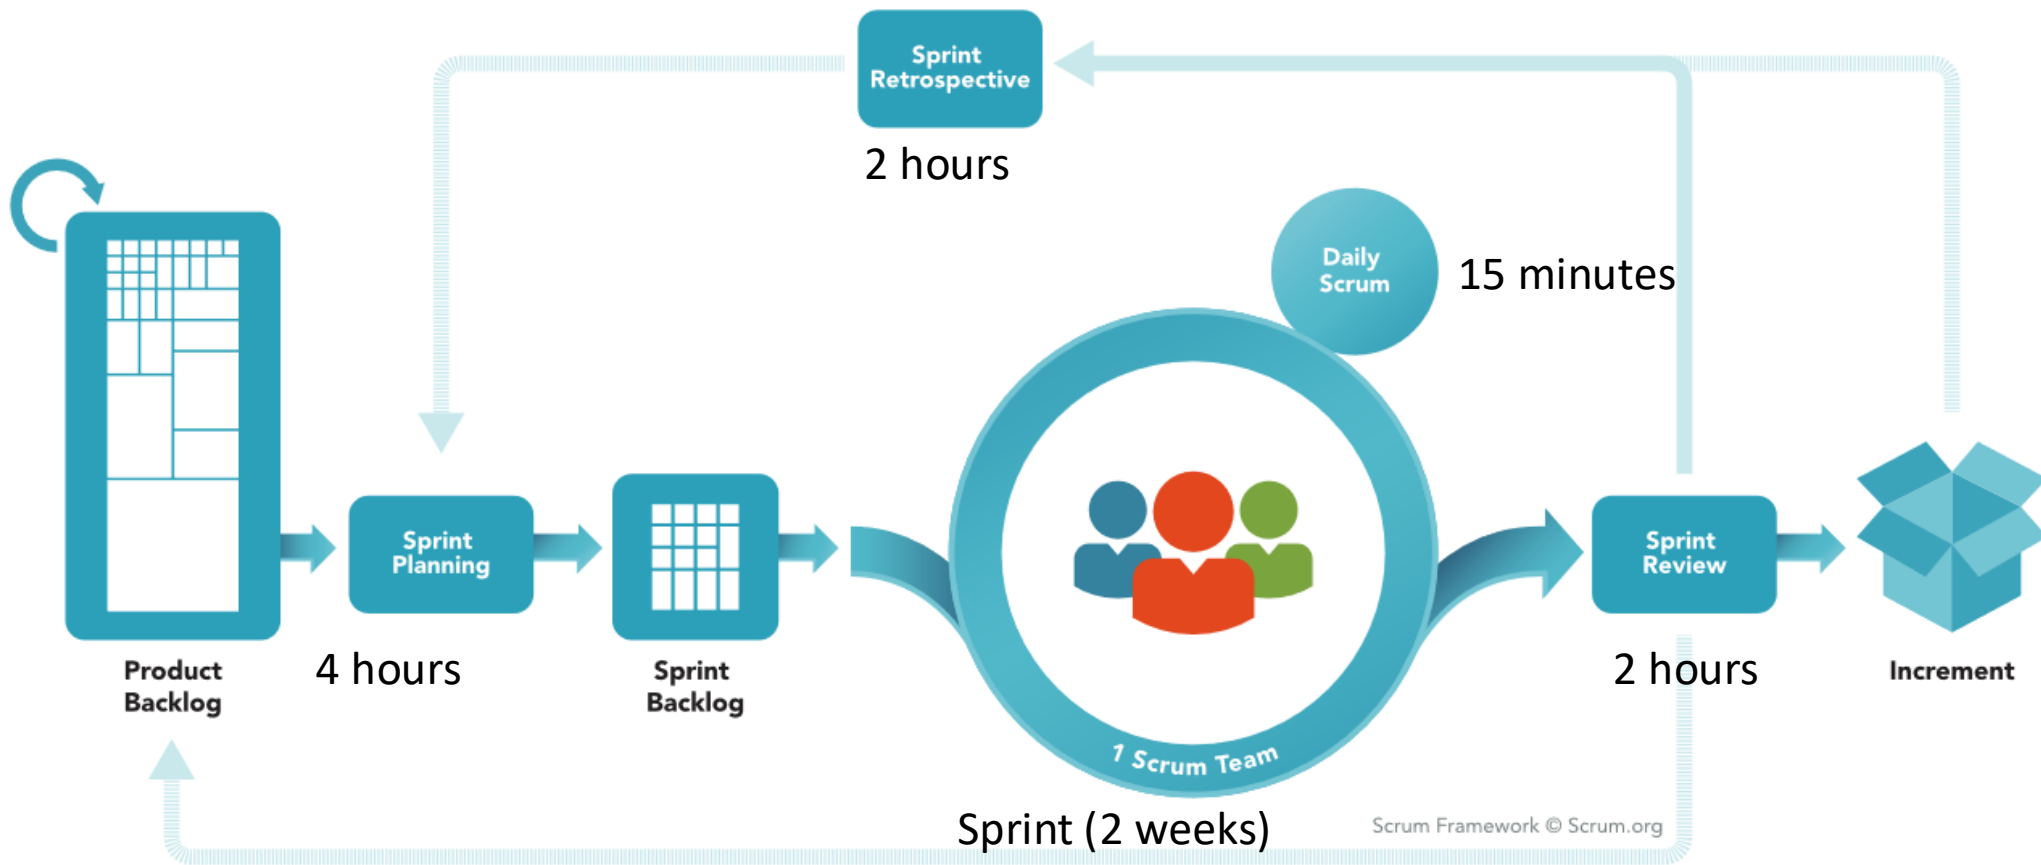 Sprint
Retrospective
2 hours
Daily
Scrum
15 minutes
Sprint
Planning
Sprint
Review
Product
Backlog
4 hours
Sprint
Backlog
1 Scrum Team
2 hours
Increment
Sprint (2 weeks)
Scrum Framework © Scrum.org